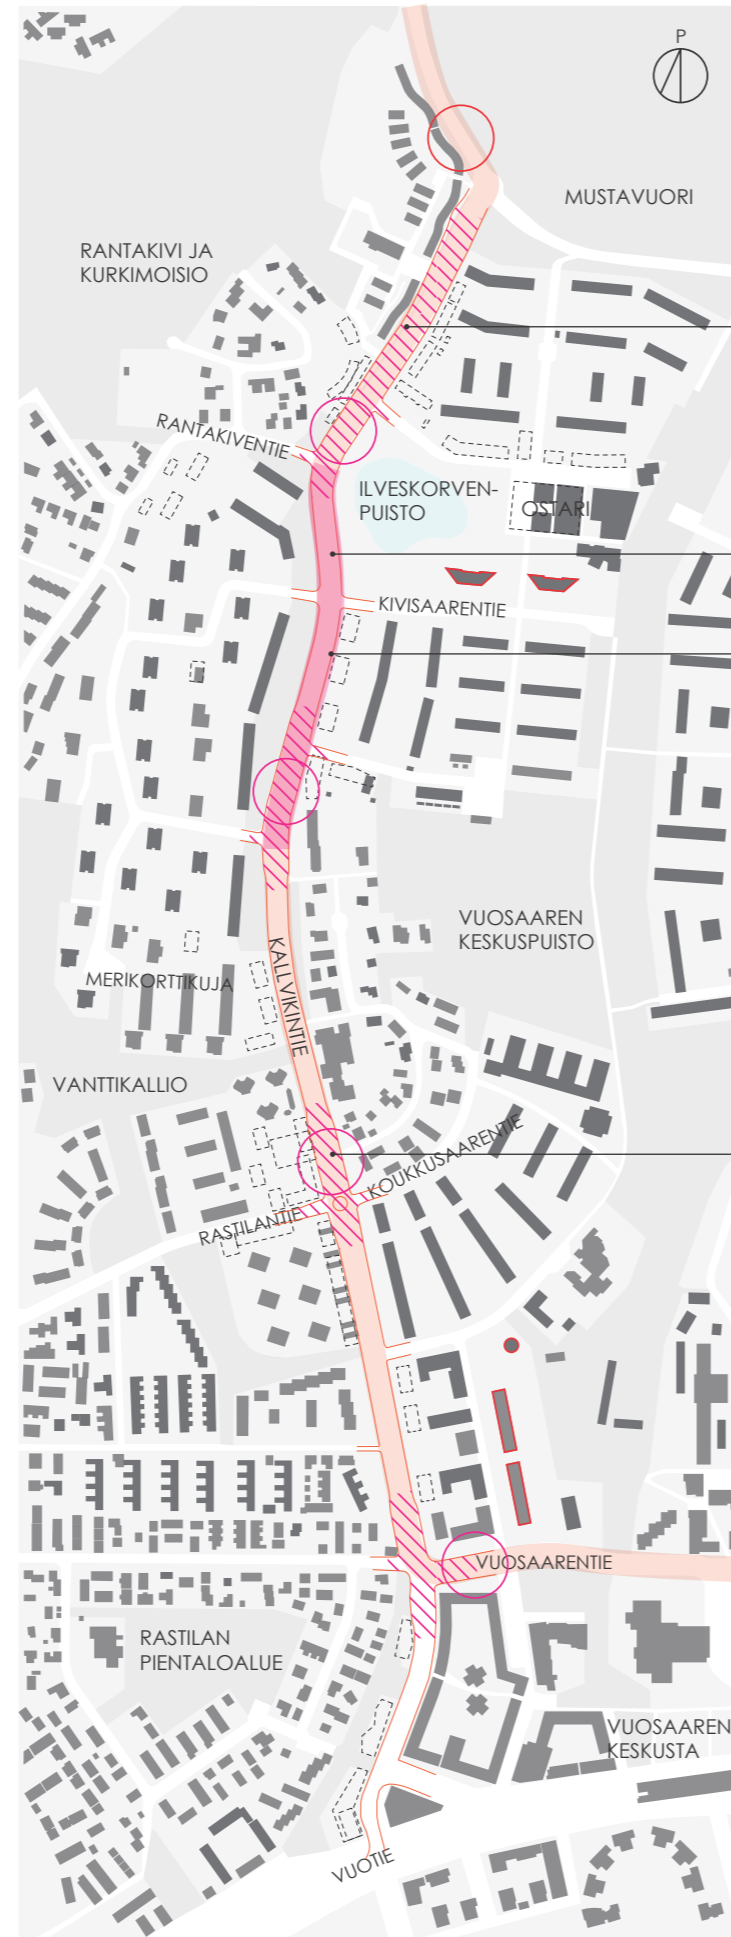 P
MUSTAVUORI
RANTAKIVI JA
KURKIMOISIO
RANTAKIVENTIE
ILVESKORVEN-
PUISTO
OSTARI
KIVISAARENTIE
VUOSAAREN
KESKUSPUISTO
KALLVIKINTIE
MERIKORTTIKUJA
VANTTIKALLIO
KOUKKUSAARENTIE
RASTILANTIE
VUOSAARENTIE
RASTILAN
PIENTALOALUE
VUOSAAREN
KESKUSTA
VUOTIE